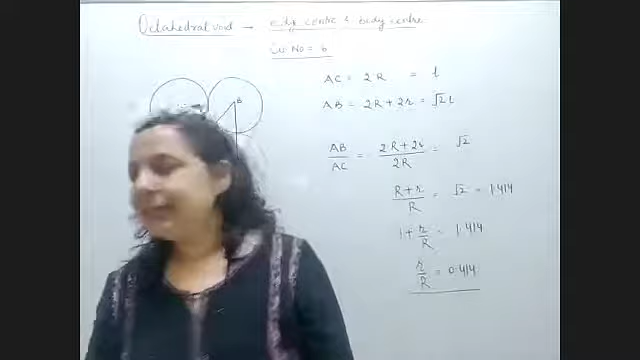 Octahedral void - edge centre & body centre
Co. No = 6
AC = 2R = l
AB = 2R + 2r = √2 l
B
AB/AC = 2R + 2r/2R = √2
R + r/R = √2 = 1.414
1 + r/R = 1.414
r/R = 0.414